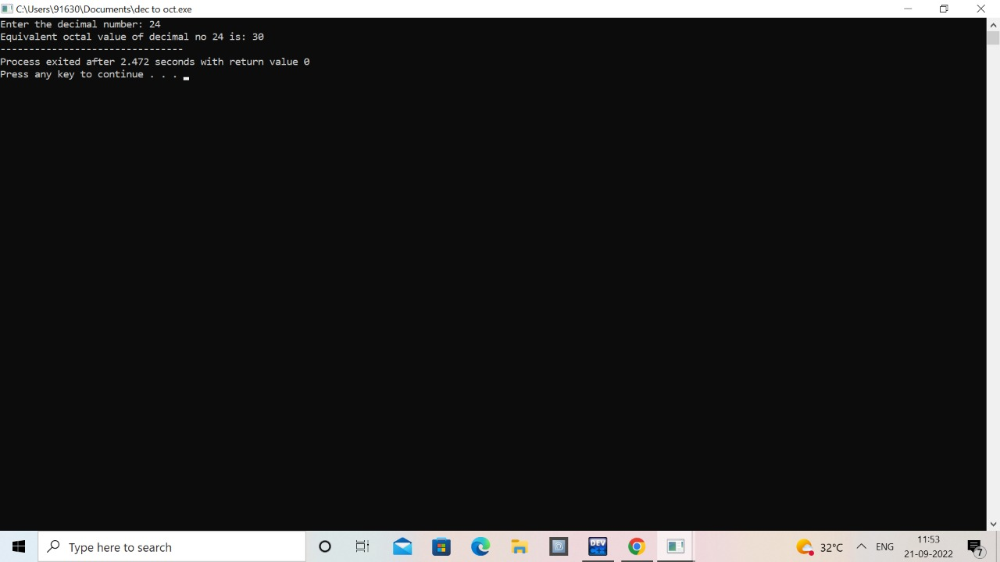 C:\Users\91630\Documents\dec to oct.exe
Enter the decimal number: 24
Equivalent octal value of decimal no 24 is: 30
--------------------------------
Process exited after 2.472 seconds with return value 0
Press any key to continue . . .
Type here to search
DEV
32°C
ENG
11:53
21-09-2022
7